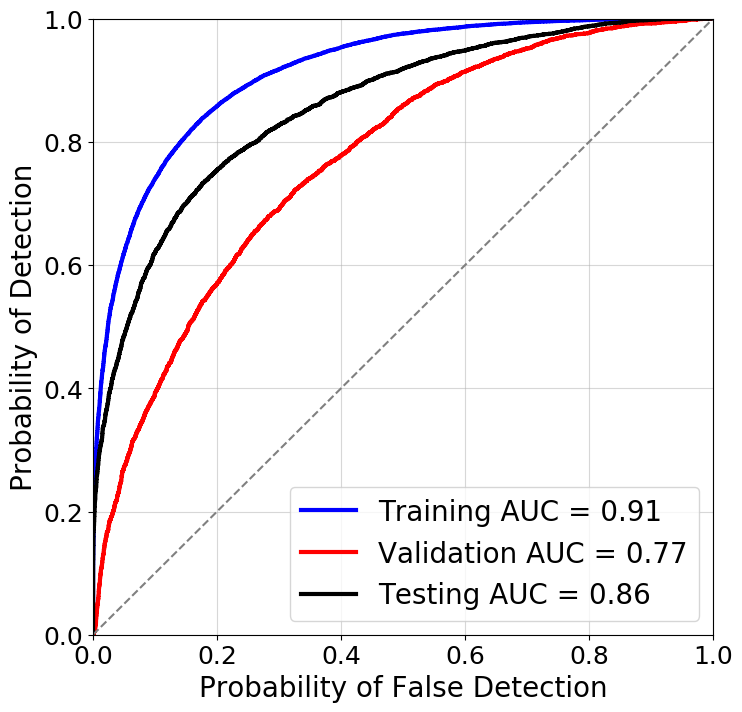 1.0
0.8
0.6
0.4
0.2
0.0
Probability of Detection
Training AUC = 0.91
Validation AUC = 0.77
Testing AUC = 0.86
0.0 0.2 0.4 0.6 0.8 1.0
Probability of False Detection